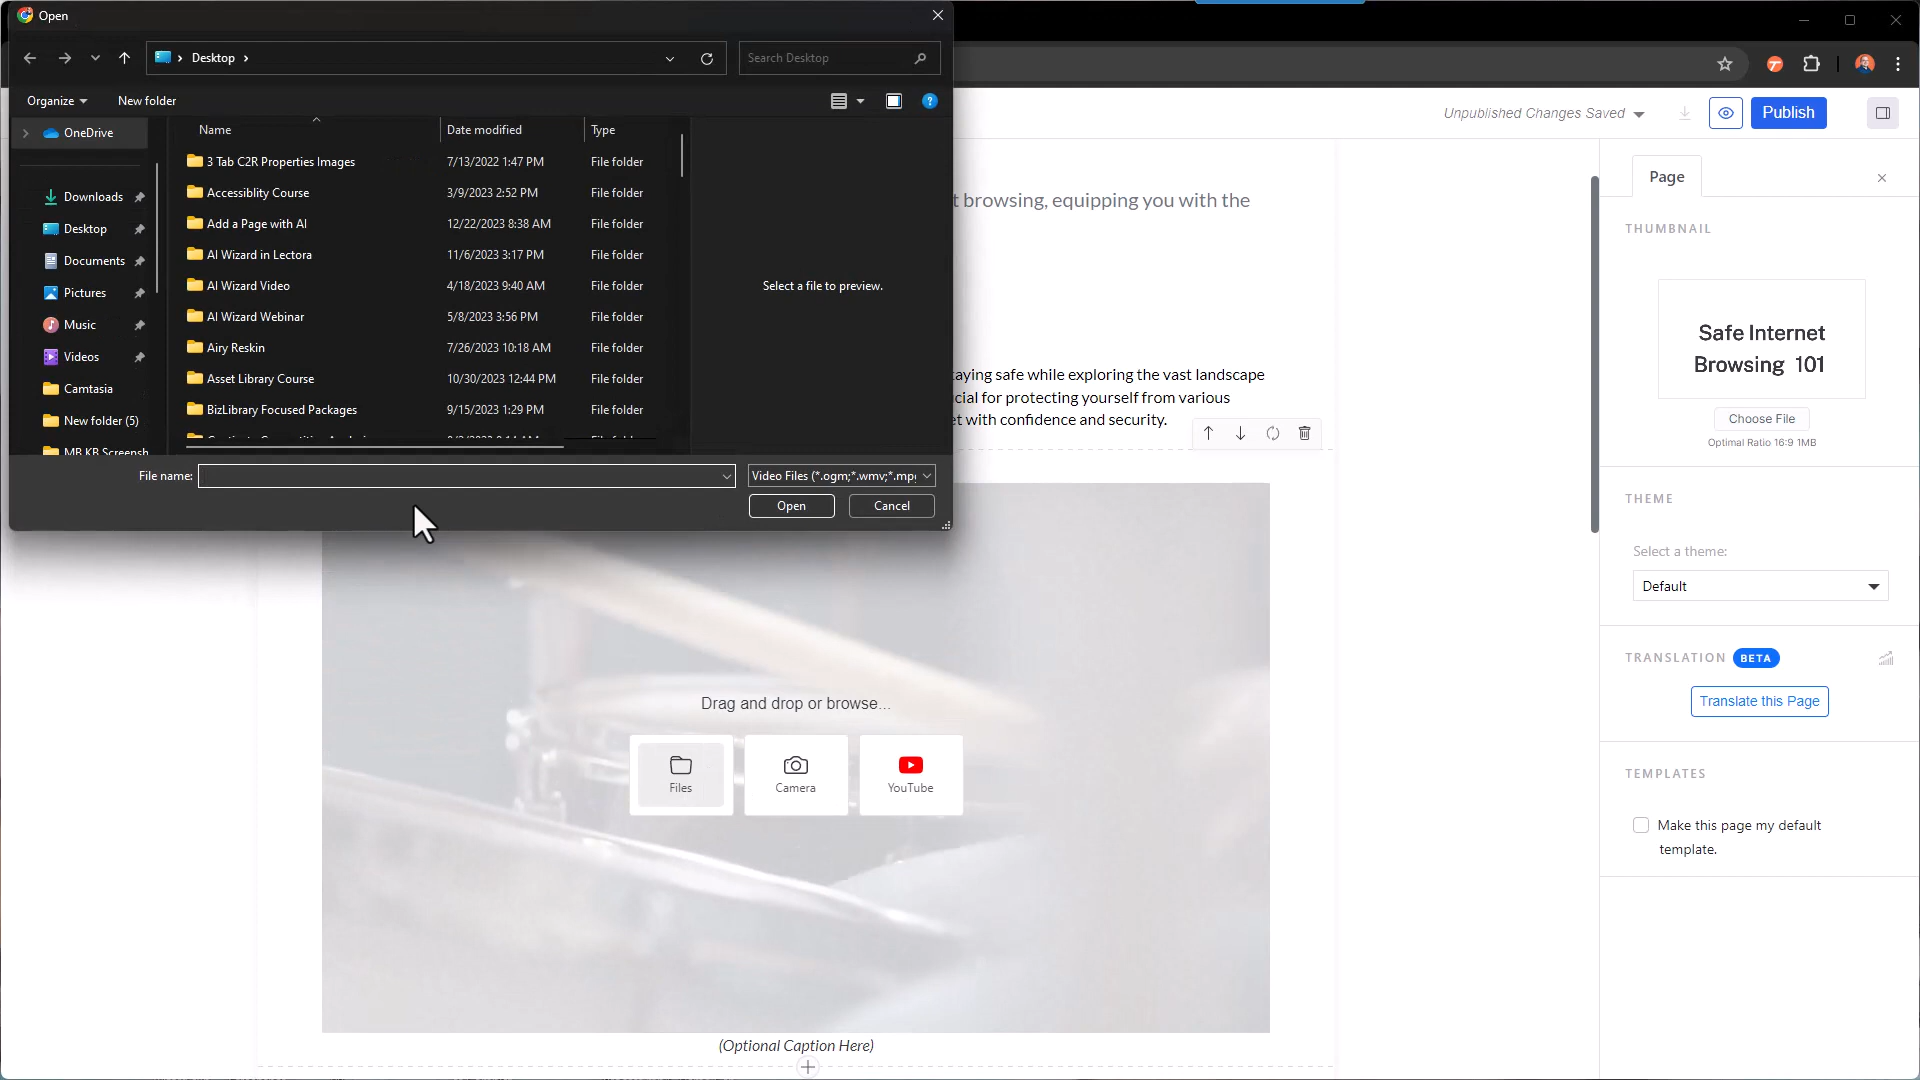 Open
Desktop
Search Desktop
Organize
New folder
OneDrive
Downloads
Desktop
Documents
Pictures
Music
Videos
Camtasia
New folder (5)
MB KB Screensh
Name Date modified Type
3 Tab C2R Properties Images 7/13/2022 1:47 PM File folder
Accessiblity Course 3/9/2023 2:52 PM File folder
Add a Page with AI 12/22/2023 8:38 AM File folder
AI Wizard in Lectora 11/6/2023 3:17 PM File folder
AI Wizard Video 4/18/2023 9:40 AM File folder
AI Wizard Webinar 5/8/2023 3:56 PM File folder
Airy Reskin 7/26/2023 10:18 AM File folder
Asset Library Course 10/30/2023 12:44 PM File folder
BizLibrary Focused Packages 9/15/2023 1:29 PM File folder
Select a file to preview.
File name:
Video Files (*.ogm;*.wmv;*.mp
Open
Cancel
Unpublished Changes Saved
Publish
t browsing, equipping you with the
taying safe while exploring the vast landscape
cial for protecting yourself from various
et with confidence and security.
Drag and drop or browse...
Files
Camera
YouTube
(Optional Caption Here)
Page
THUMBNAIL
Safe Internet
Browsing 101
Choose File
Optimal Ratio 16:9 1MB
THEME
Select a theme:
Default
TRANSLATION BETA
Translate this Page
TEMPLATES
Make this page my default
template.